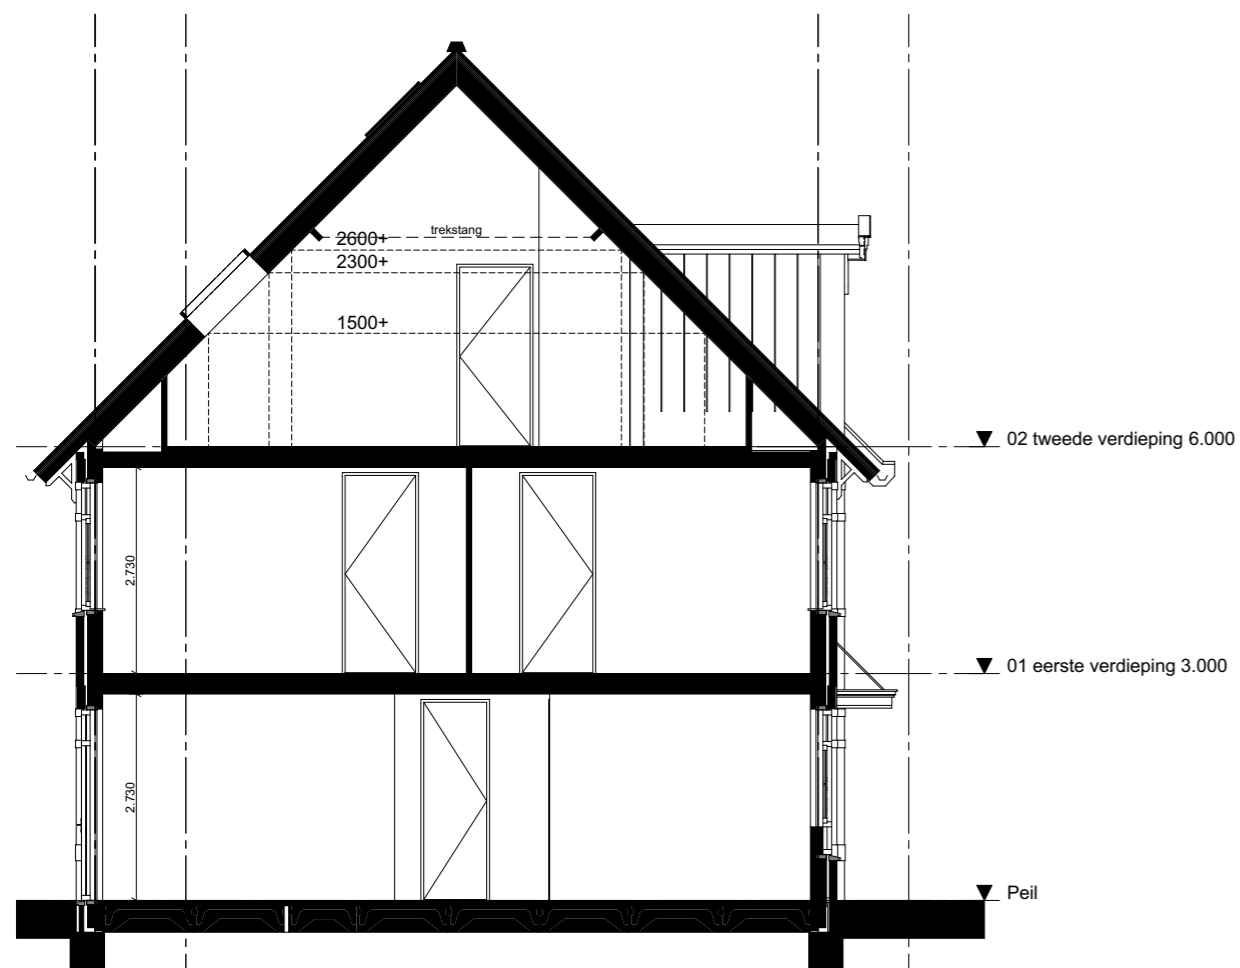 trekstang
2600+
2300+
1500+
02 tweede verdieping 6.000
2.730
01 eerste verdieping 3.000
2.730
Peil